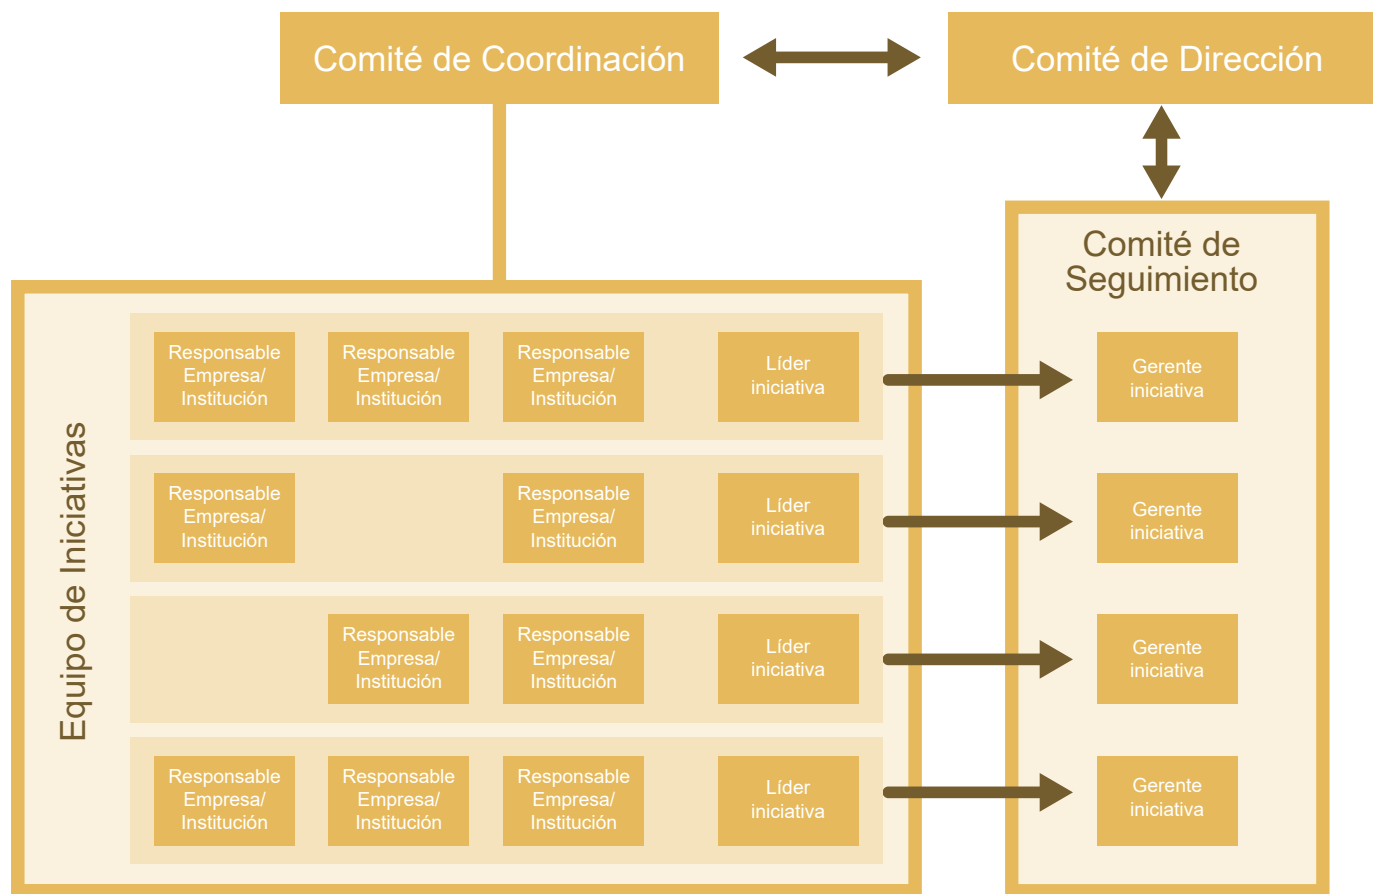 Comité de Coordinación
Comité de Dirección
Comité de
Seguimiento
Equipo de Iniciativas
Responsable
Empresa/
Institución
Responsable
Empresa/
Institución
Responsable
Empresa/
Institución
Líder
iniciativa
Gerente
iniciativa
Responsable
Empresa/
Institución
Responsable
Empresa/
Institución
Líder
iniciativa
Gerente
iniciativa
Responsable
Empresa/
Institución
Responsable
Empresa/
Institución
Líder
iniciativa
Gerente
iniciativa
Responsable
Empresa/
Institución
Responsable
Empresa/
Institución
Responsable
Empresa/
Institución
Líder
iniciativa
Gerente
iniciativa